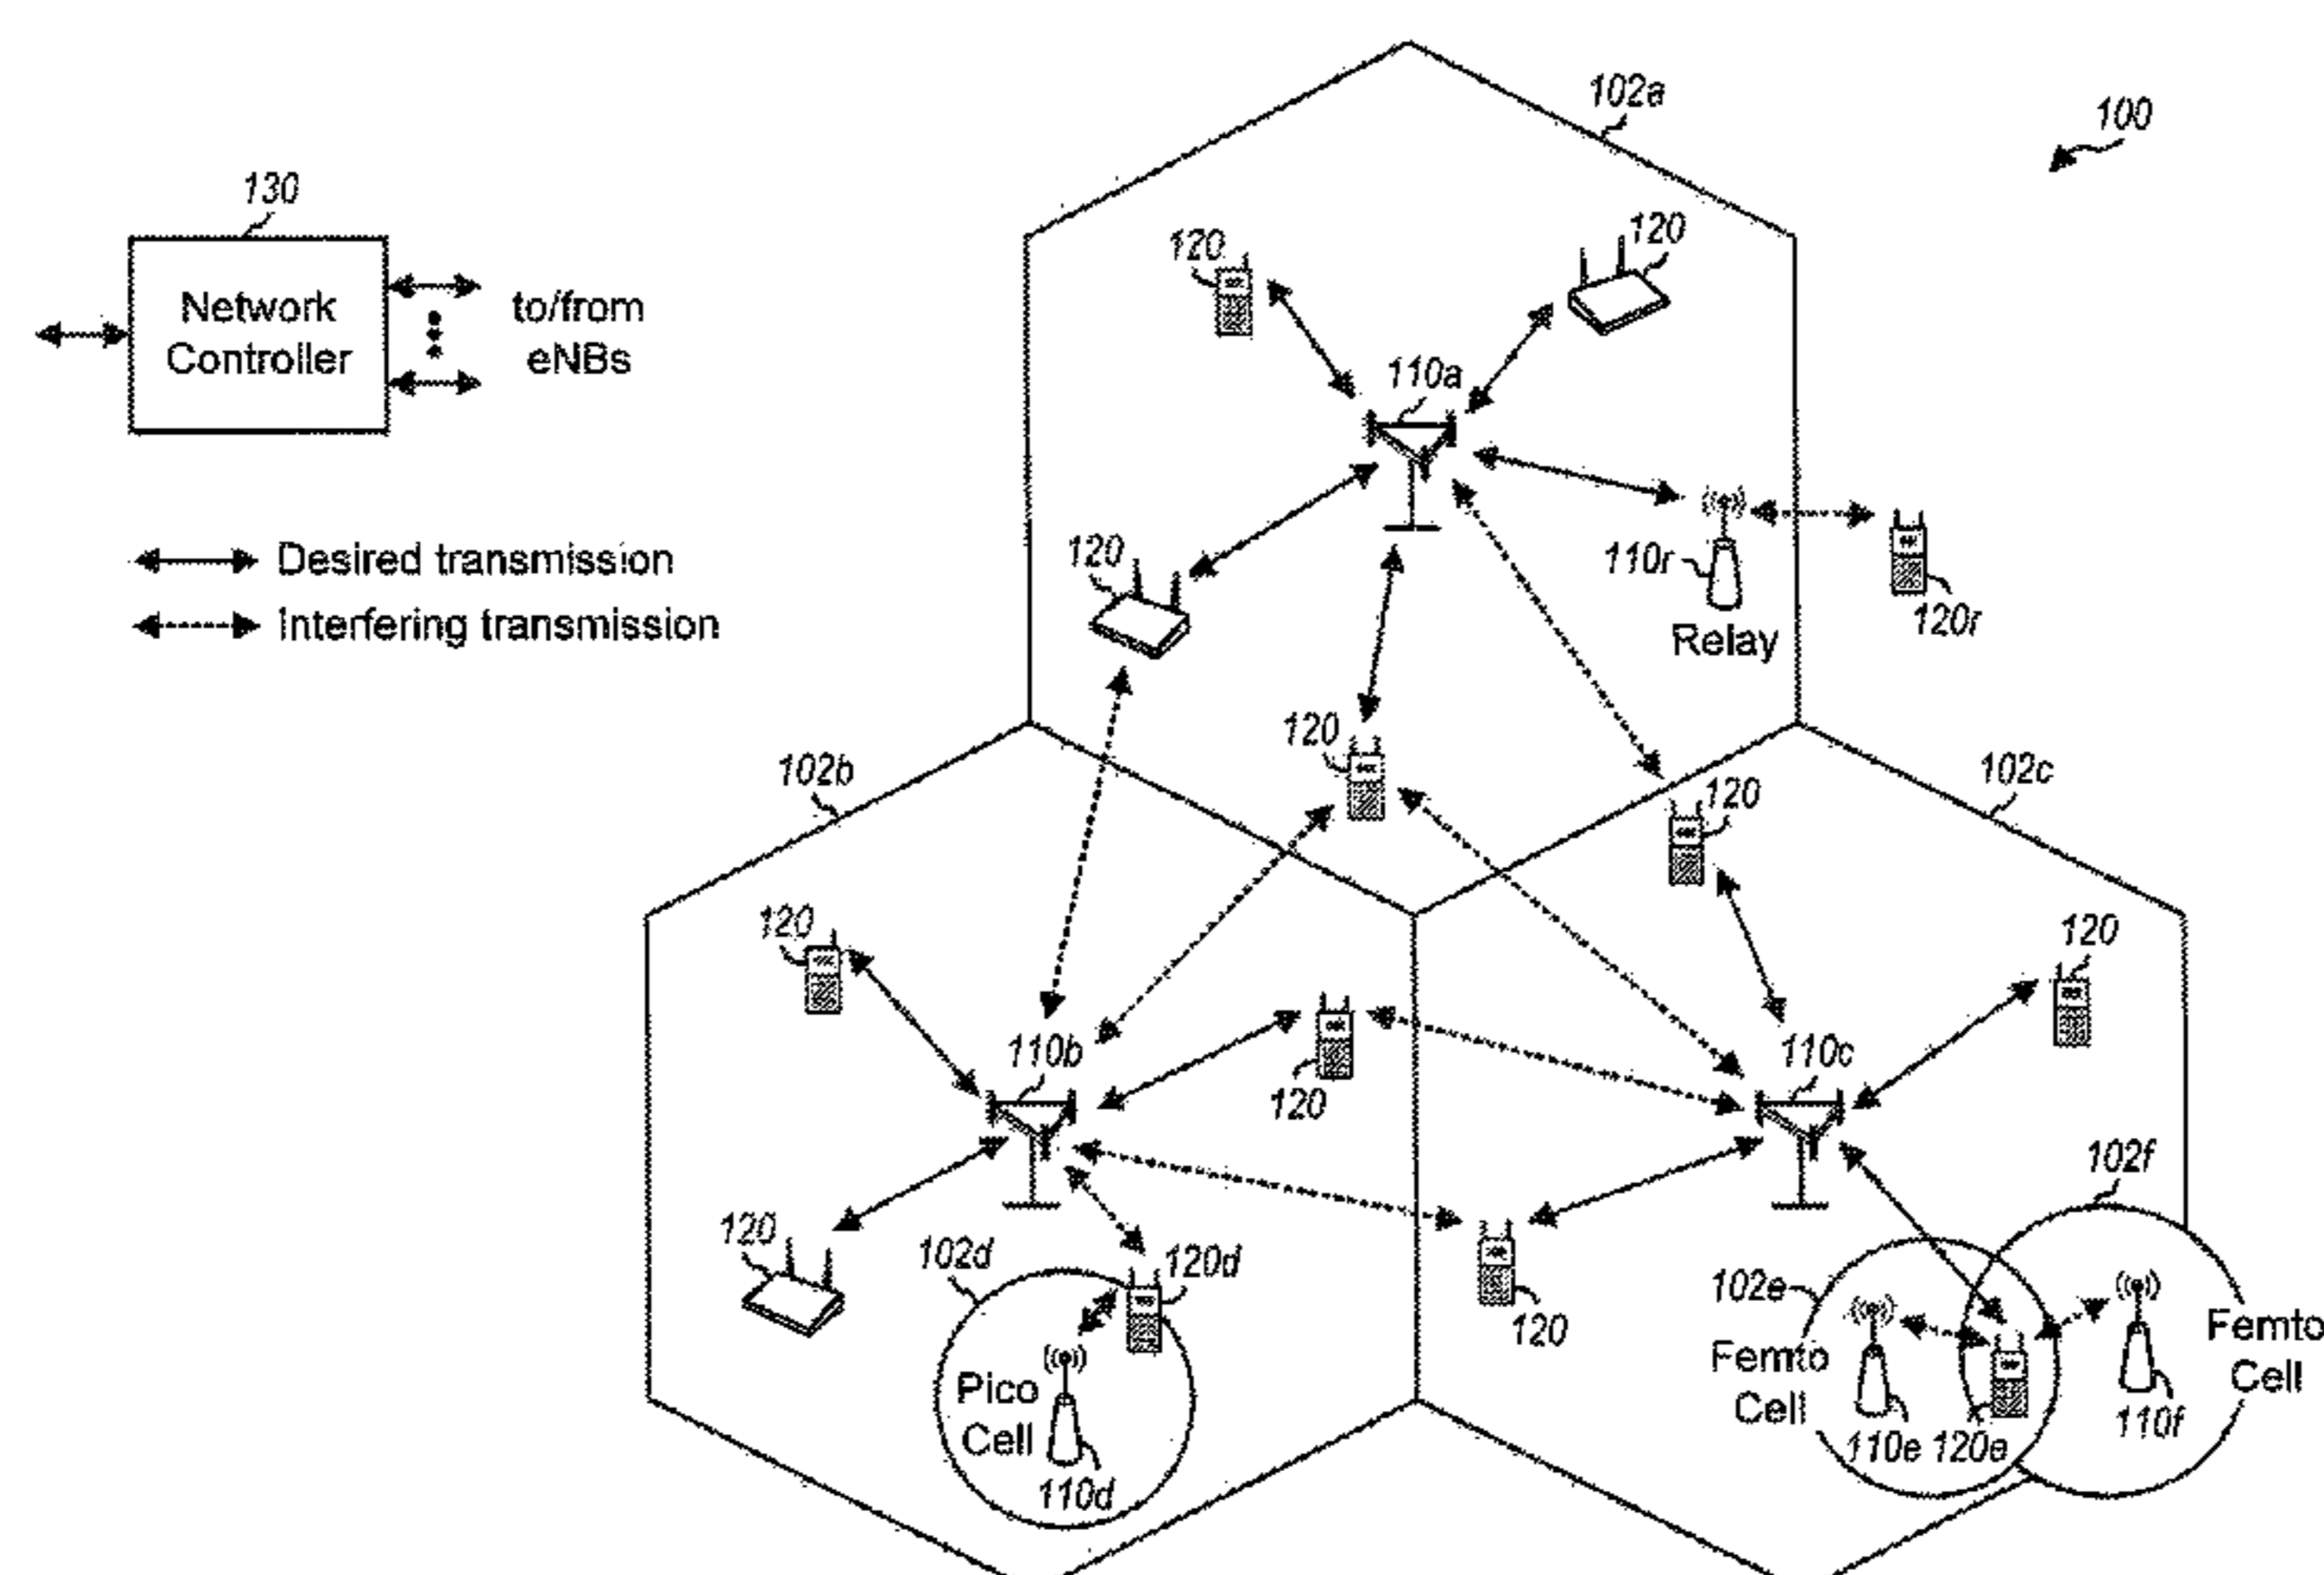 102a
100
130
120
120
Network
Controller
to/from
eNBs
110a
Desired transmission
Interfering transmission
120
110r
120r
Relay
120
102b
120
102c
120
120
110b
120
110c
102f
120
102d
120d
120
102e
Femto
Cell
Femto
Cell
Pico
Cell
110e
120e
110f
110d